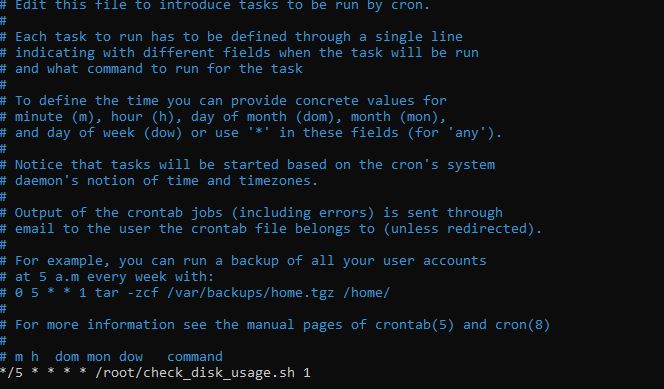 # Edit this file to introduce tasks to be run by cron.
#
# Each task to run has to be defined through a single line
# indicating with different fields when the task will be run
# and what command to run for the task
#
# To define the time you can provide concrete values for
# minute (m), hour (h), day of month (dom), month (mon),
# and day of week (dow) or use '*' in these fields (for 'any').
#
# Notice that tasks will be started based on the cron's system
# daemon's notion of time and timezones.
#
# Output of the crontab jobs (including errors) is sent through
# email to the user the crontab file belongs to (unless redirected).
#
# For example, you can run a backup of all your user accounts
# at 5 a.m every week with:
# 0 5 * * 1 tar -zcf /var/backups/home.tgz /home/
#
# For more information see the manual pages of crontab(5) and cron(8)
#
# m h  dom mon dow   command
*/5 * * * * /root/check_disk_usage.sh 1